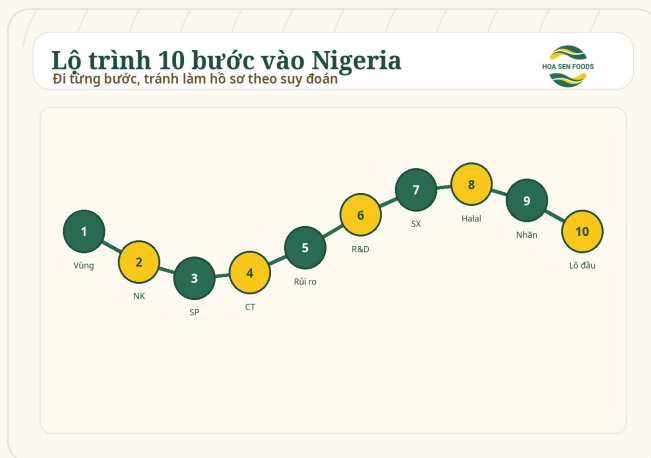 Lộ trình 10 bước vào Nigeria
Đi từng bước, tránh làm hồ sơ theo suy đoán
HOA SEN FOODS
1
Vùng
2
NK
3
SP
4
CT
5
Rủi ro
6
R&D
7
SX
8
Halal
9
Nhãn
10
Lô đầu